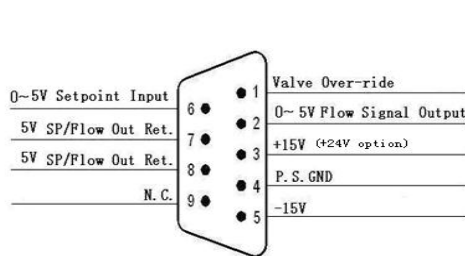 0~5V Setpoint Input
5V SP/Flow Out Ret.
5V SP/Flow Out Ret.
N.C.
6
7
8
9
1
2
3
4
5
Valve Over-ride
0~ 5V Flow Signal Output
+15V (+24V option)
P.S.GND
-15V